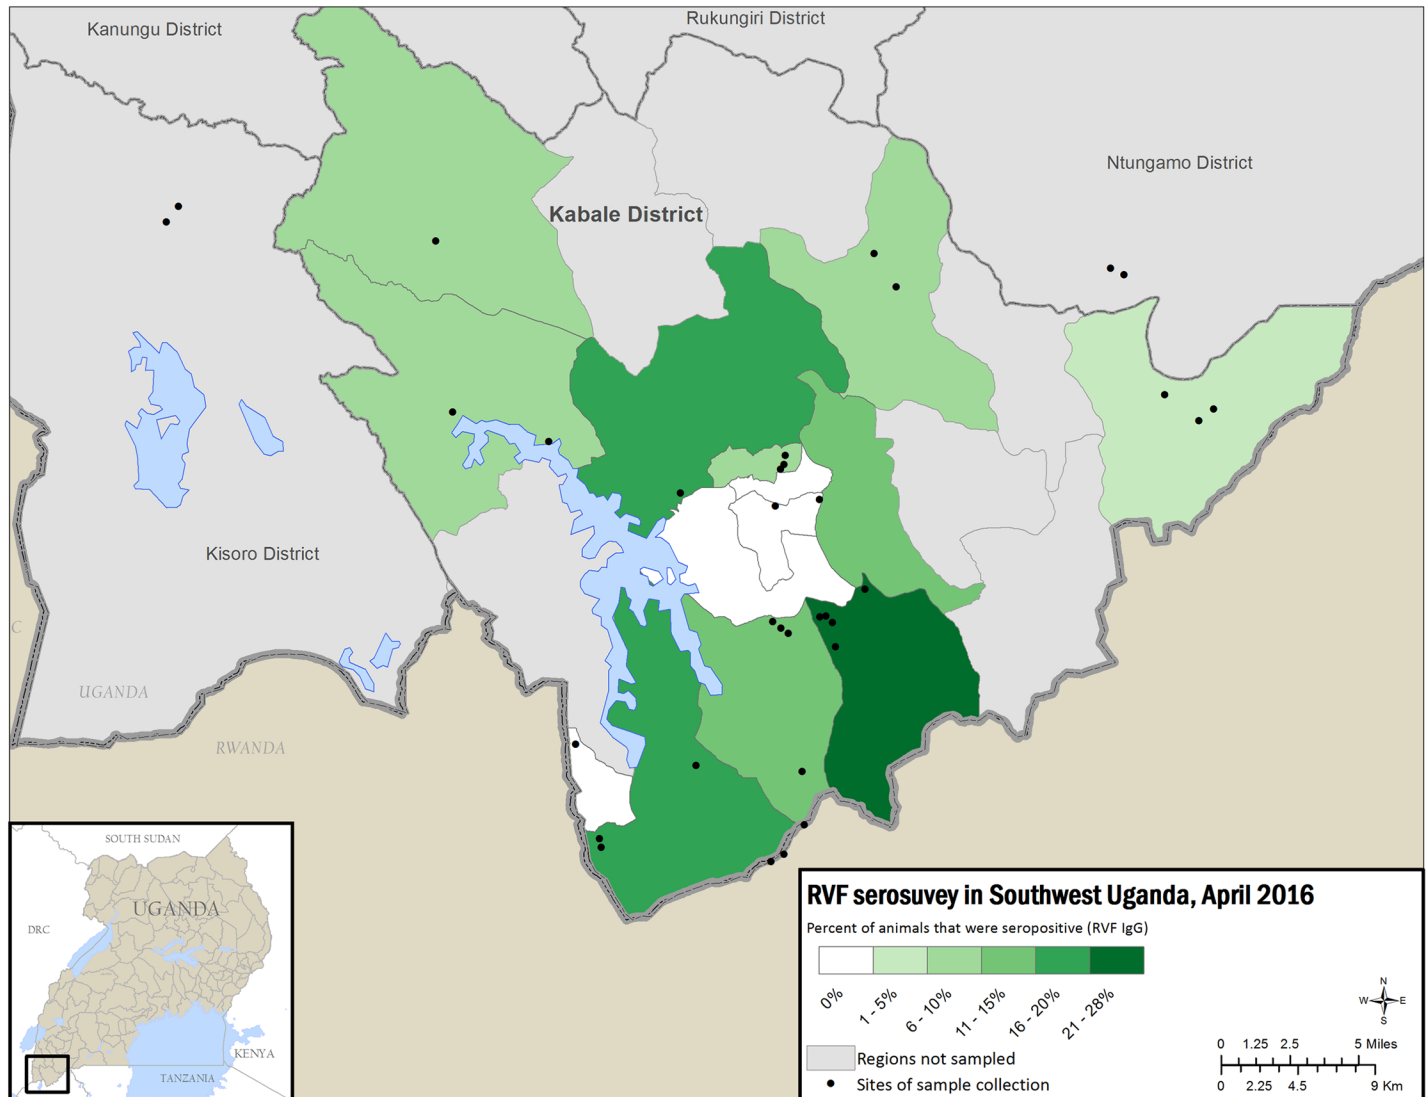 Kanungu District
Rukungiri District
Ntungamo District
Kabale District
Kisoro District
C
UGANDA
RWANDA
SOUTH SUDAN
UGANDA
DRC
KENYA
TANZANIA
RVF serosuvey in Southwest Uganda, April 2016
Percent of animals that were seropositive (RVF IgG)
0%
1 - 5%
6 - 10%
11 - 15%
16 - 20%
21 - 28%
Regions not sampled
Sites of sample collection
N
W E
S
0 1.25 2.5 5 Miles
0 2.25 4.5 9 Km